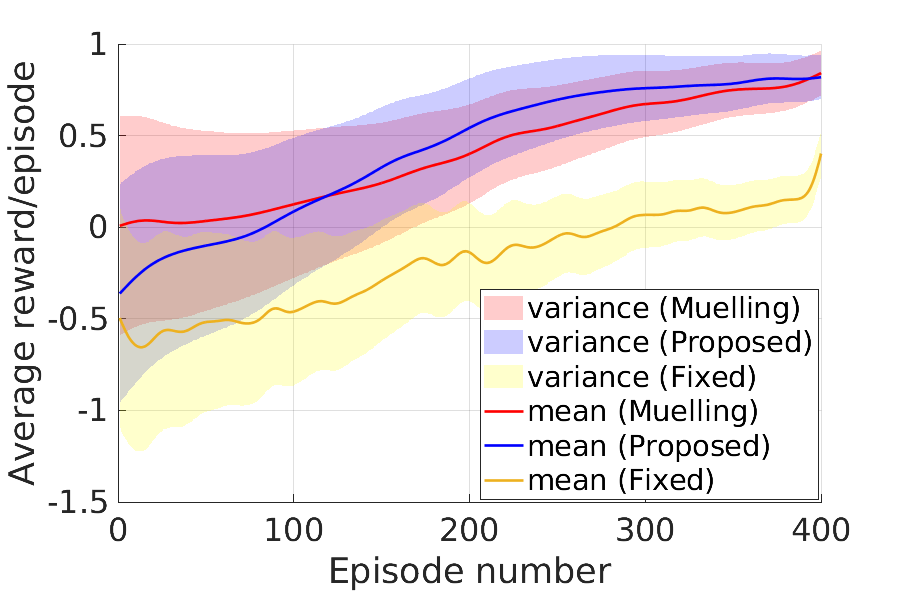 Average reward/episode
1
0.5
0
-0.5
-1
-1.5
0 100 200 300 400
Episode number
variance (Muelling)
variance (Proposed)
variance (Fixed)
mean (Muelling)
mean (Proposed)
mean (Fixed)